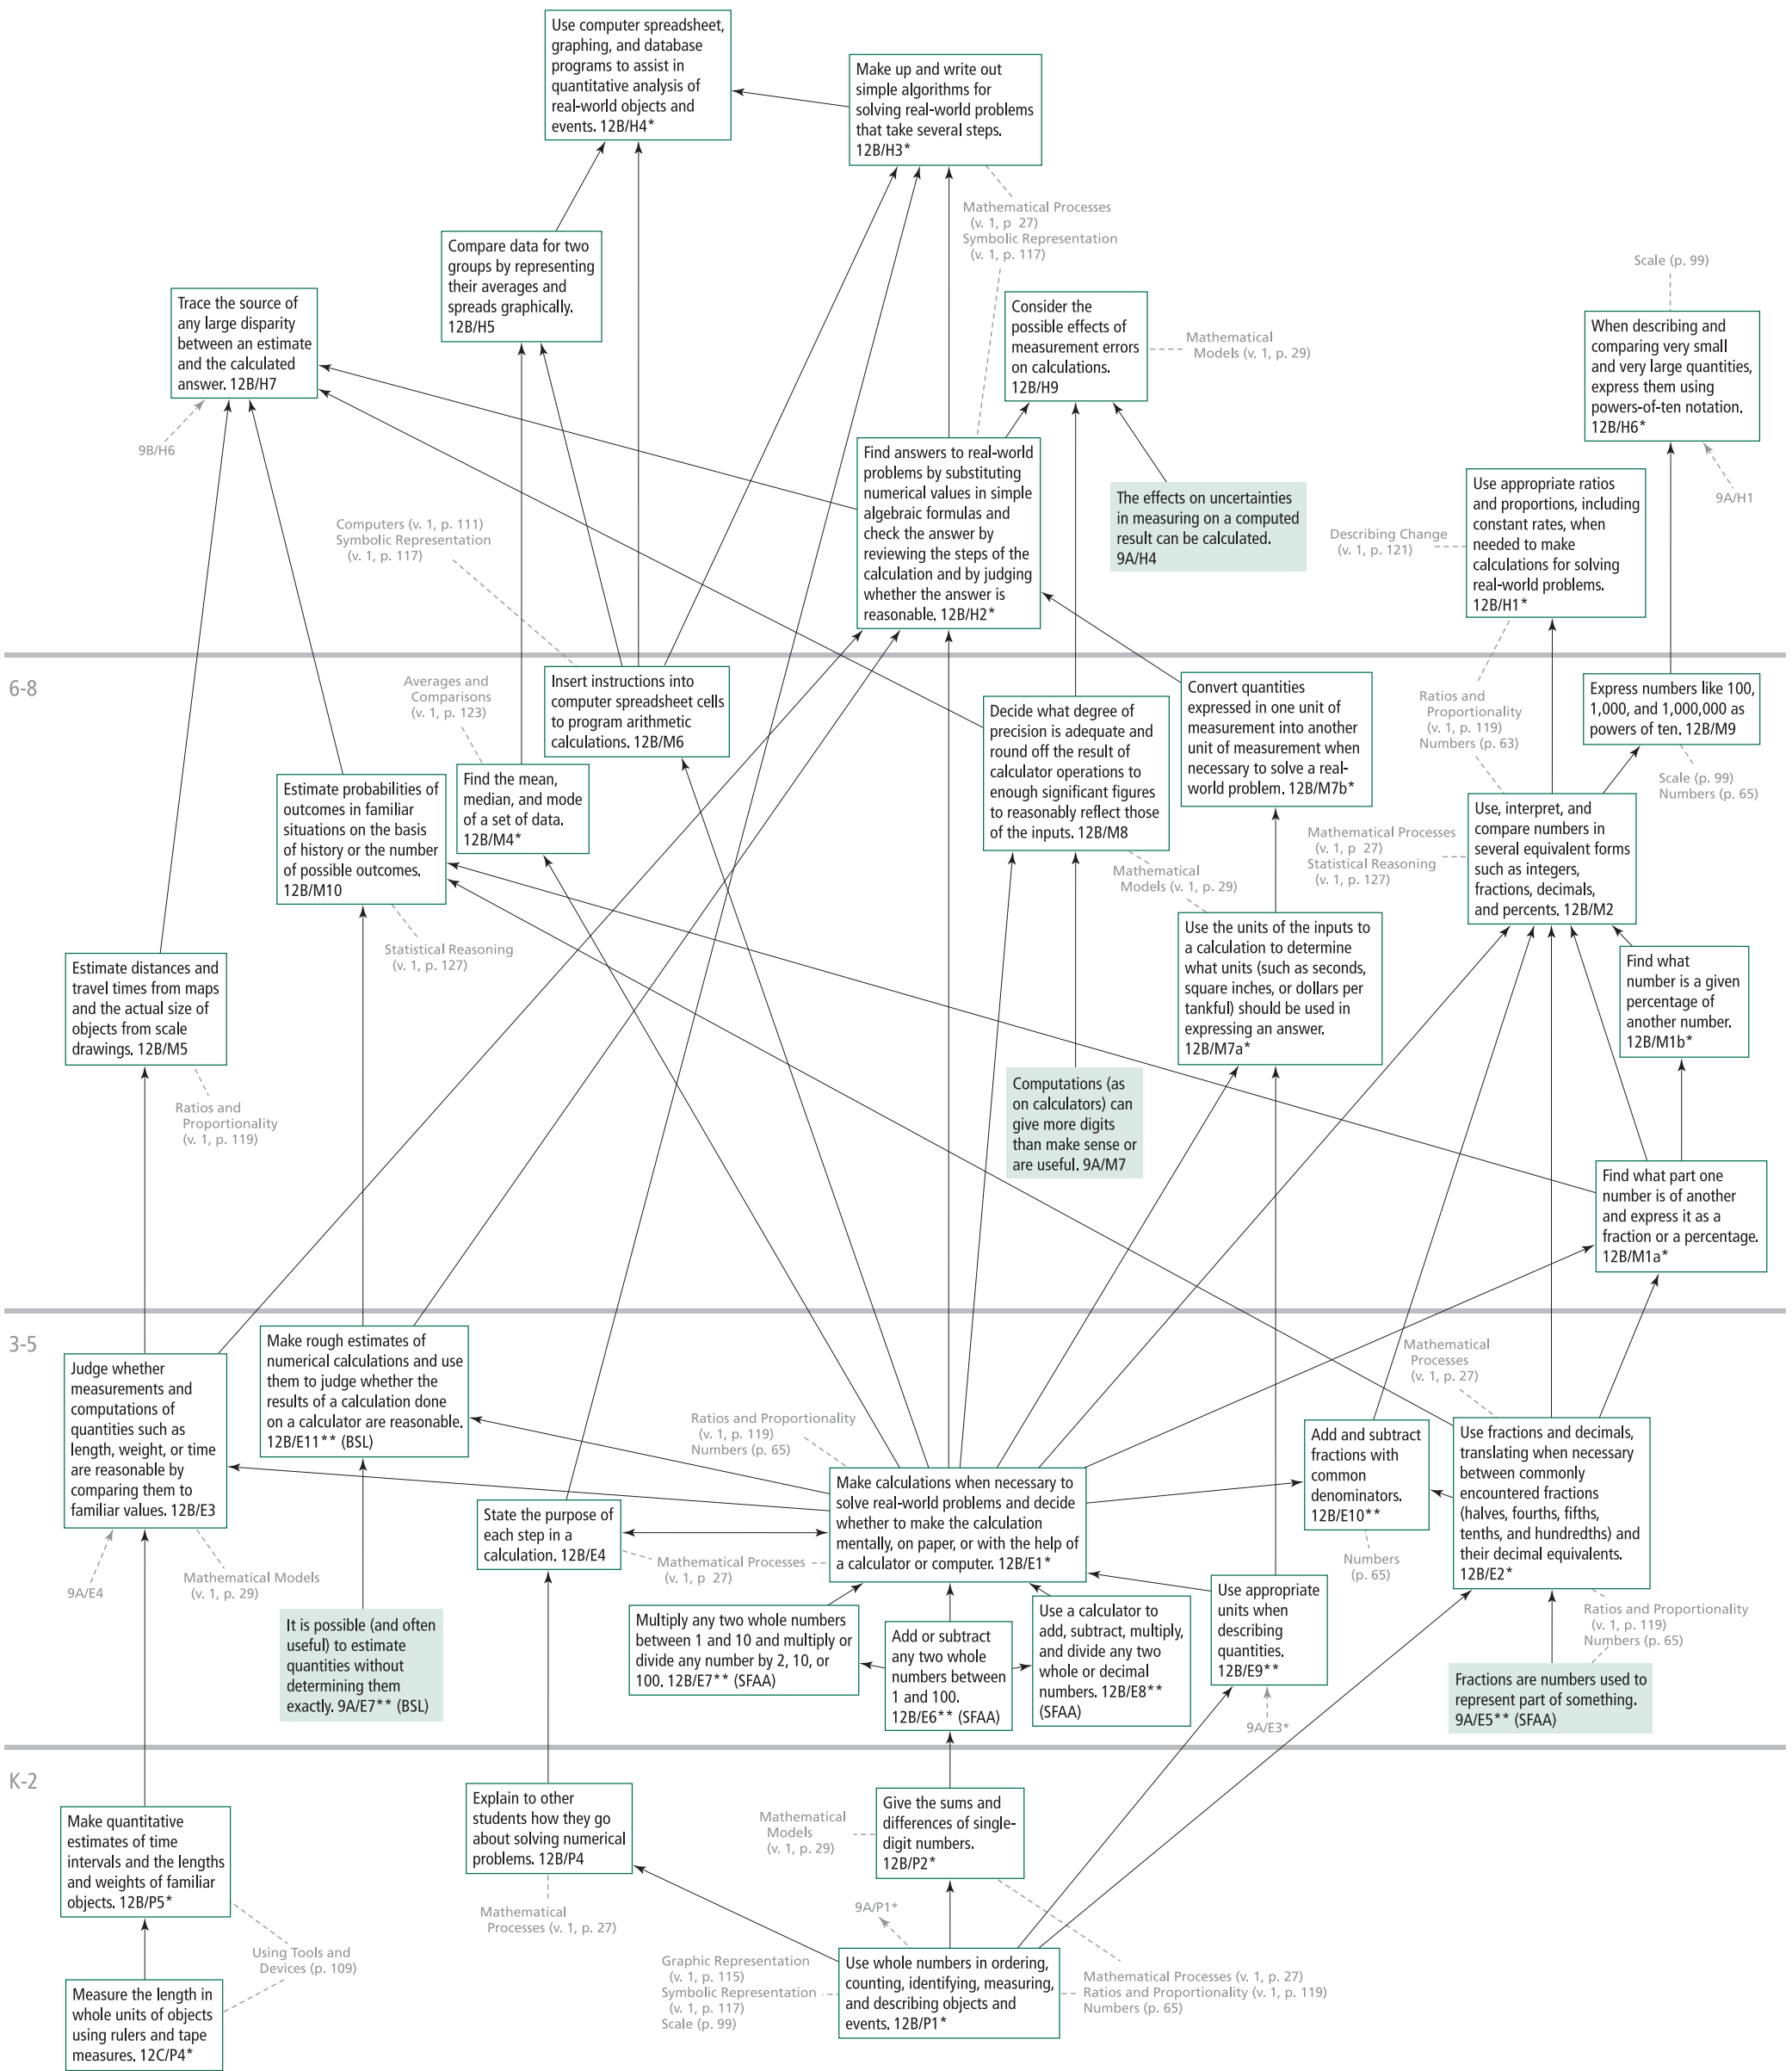 Use computer spreadsheet,
graphing, and database
programs to assist in
quantitative analysis of
real-world objects and
events. 12B/H4*
Make up and write out
simple algorithms for
solving real-world problems
that take several steps.
12B/H3*
Mathematical Processes
(v. 1, p 27)
Symbolic Representation
(v. 1, p. 117)
Compare data for two
groups by representing
their averages and
spreads graphically.
12B/H5
Scale (p. 99)
Trace the source of
any large disparity
between an estimate
and the calculated
answer. 12B/H7
Consider the
possible effects of
measurement errors
on calculations.
12B/H9
Mathematical
Models (v. 1, p. 29)
When describing and
comparing very small
and very large quantities,
express them using
powers-of-ten notation.
12B/H6*
9B/H6
9A/H1
Find answers to real-world
problems by substituting
numerical values in simple
algebraic formulas and
check the answer by
reviewing the steps of the
calculation and by judging
whether the answer is
reasonable. 12B/H2*
The effects on uncertainties
in measuring on a computed
result can be calculated.
9A/H4
Use appropriate ratios
and proportions, including
constant rates, when
needed to make
calculations for solving
real-world problems.
12B/H1*
Describing Change
(v. 1, p. 121)
Computers (v. 1, p. 111)
Symbolic Representation
(v. 1, p. 117)
6-8
Averages and
Comparisons
(v. 1, p. 123)
Insert instructions into
computer spreadsheet cells
to program arithmetic
calculations. 12B/M6
Decide what degree of
precision is adequate and
round off the result of
calculator operations to
enough significant figures
to reasonably reflect those
of the inputs. 12B/M8
Convert quantities
expressed in one unit of
measurement into another
unit of measurement when
necessary to solve a real-
world problem. 12B/M7b*
Ratios and
Proportionality
(v. 1, p. 119)
Numbers (p. 63)
Express numbers like 100,
1,000, and 1,000,000 as
powers of ten. 12B/M9
Scale (p. 99)
Numbers (p. 65)
Estimate probabilities of
outcomes in familiar
situations on the basis
of history or the number
of possible outcomes.
12B/M10
Find the mean,
median, and mode
of a set of data.
12B/M4*
Use, interpret, and
compare numbers in
several equivalent forms
such as integers,
fractions, decimals,
and percents. 12B/M2
Mathematical Processes
(v. 1, p 27)
Statistical Reasoning
(v. 1, p. 127)
Mathematical
Models (v. 1, p. 29)
Statistical Reasoning
(v. 1, p. 127)
Use the units of the inputs to
a calculation to determine
what units (such as seconds,
square inches, or dollars per
tankful) should be used in
expressing an answer.
12B/M7a*
Estimate distances and
travel times from maps
and the actual size of
objects from scale
drawings. 12B/M5
Find what
number is a given
percentage of
another number.
12B/M1b*
Ratios and
Proportionality
(v. 1, p. 119)
Computations (as
on calculators) can
give more digits
than make sense or
are useful. 9A/M7
Find what part one
number is of another
and express it as a
fraction or a percentage.
12B/M1a*
3-5
Judge whether
measurements and
computations of
quantities such as
length, weight, or time
are reasonable by
comparing them to
familiar values. 12B/E3
Make rough estimates of
numerical calculations and use
them to judge whether the
results of a calculation done
on a calculator are reasonable.
12B/E11** (BSL)
Ratios and Proportionality
(v. 1, p. 119)
Numbers (p. 65)
Mathematical
Processes
(v. 1, p. 27)
Make calculations when necessary to
solve real-world problems and decide
whether to make the calculation
mentally, on paper, or with the help of
a calculator or computer. 12B/E1*
Add and subtract
fractions with
common
denominators.
12B/E10**
Use fractions and decimals,
translating when necessary
between commonly
encountered fractions
(halves, fourths, fifths,
tenths, and hundredths) and
their decimal equivalents.
12B/E2*
State the purpose of
each step in a
calculation. 12B/E4
Mathematical Processes
(v. 1, p 27)
Numbers
(p. 65)
9A/E4
Mathematical Models
(v. 1, p. 29)
It is possible (and often
useful) to estimate
quantities without
determining them
exactly. 9A/E7** (BSL)
Multiply any two whole numbers
between 1 and 10 and multiply or
divide any number by 2, 10, or
100. 12B/E7** (SFAA)
Add or subtract
any two whole
numbers between
1 and 100.
12B/E6** (SFAA)
Use a calculator to
add, subtract, multiply,
and divide any two
whole or decimal
numbers. 12B/E8**
(SFAA)
Use appropriate
units when
describing
quantities.
12B/E9**
9A/E3*
Ratios and Proportionality
(v. 1, p. 119)
Numbers (p. 65)
Fractions are numbers used to
represent part of something.
9A/E5** (SFAA)
K-2
Make quantitative
estimates of time
intervals and the lengths
and weights of familiar
objects. 12B/P5*
Explain to other
students how they go
about solving numerical
problems. 12B/P4
Mathematical
Models
(v. 1, p. 29)
Give the sums and
differences of single-
digit numbers.
12B/P2*
Mathematical
Processes (v. 1, p. 27)
9A/P1*
Using Tools and
Devices (p. 109)
Measure the length in
whole units of objects
using rulers and tape
measures. 12C/P4*
Graphic Representation
(v. 1, p. 115)
Symbolic Representation
(v. 1, p. 117)
Scale (p. 99)
Use whole numbers in ordering,
counting, identifying, measuring,
and describing objects and
events. 12B/P1*
Mathematical Processes (v. 1, p. 27)
Ratios and Proportionality (v. 1, p. 119)
Numbers (p. 65)